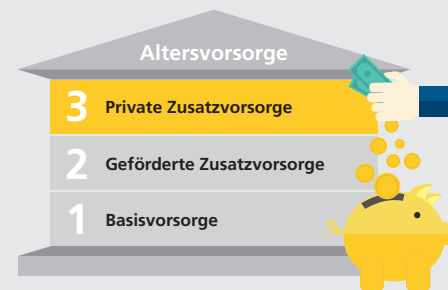 Altersvorsorge
3 Private Zusatzvorsorge
2 Geförderte Zusatzvorsorge
1 Basisvorsorge